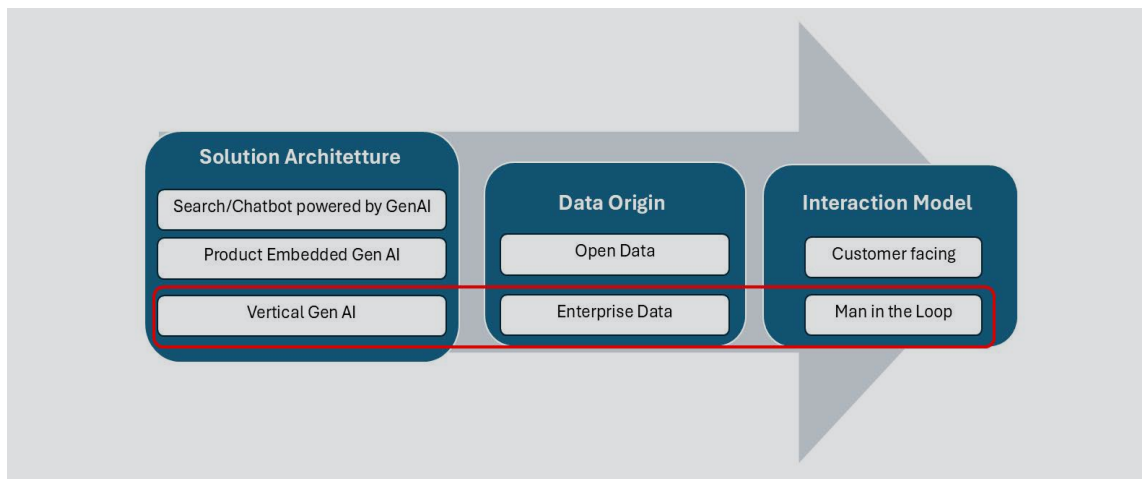 Solution Architetture
Search/Chatbot powered by GenAI
Product Embedded Gen AI
Vertical Gen AI
Data Origin
Open Data
Enterprise Data
Interaction Model
Customer facing
Man in the Loop